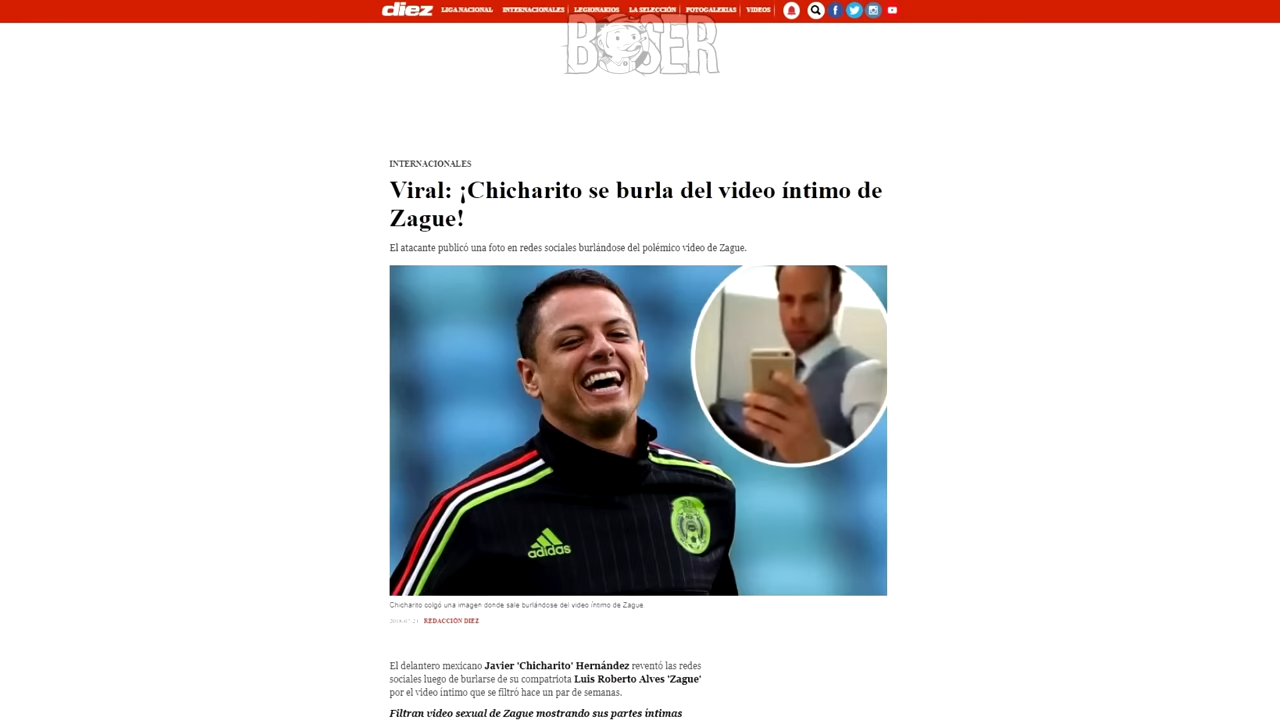 diez LIGA NACIONAL INTERNACIONALES LEGIONARIOS LA SELECCIÓN FOTOGALERIAS VIDEOS
BOSER
INTERNACIONALES
Viral: ¡Chicharito se burla del video íntimo de
Zague!
El atacante publicó una foto en redes sociales burlándose del polémico video de Zague.
adidas
Chicharito colgó una imagen donde sale burlándose del video íntimo de Zague
2018-07-21 REDACCIÓN DIEZ
El delantero mexicano Javier 'Chicharito' Hernández reventó las redes
sociales luego de burlarse de su compatriota Luis Roberto Alves 'Zague'
por el video íntimo que se filtró hace un par de semanas.
Filtran video sexual de Zague mostrando sus partes íntimas